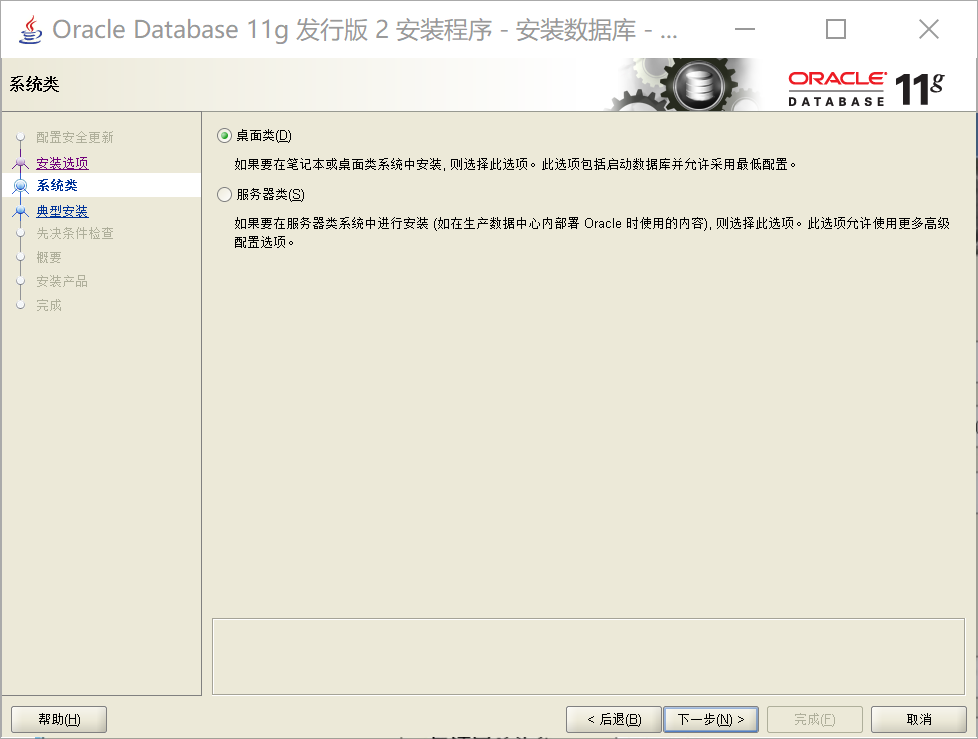 Oracle Database 11g 发行版 2 安装程序 - 安装数据库 - ...
系统类
ORACLE
DATABASE
11g
配置安全更新
安装选项
系统类
典型安装
先决条件检查
概要
安装产品
完成
桌面类(D)
如果要在笔记本或桌面类系统中安装, 则选择此选项。此选项包括启动数据库并允许采用最低配置。
服务器类(S)
如果要在服务器类系统中进行安装 (如在生产数据中心内部署 Oracle 时使用的内容), 则选择此选项。此选项允许使用更多高级
配置选项。
帮助(H)
< 后退(B)
下一步(N) >
完成(F)
取消